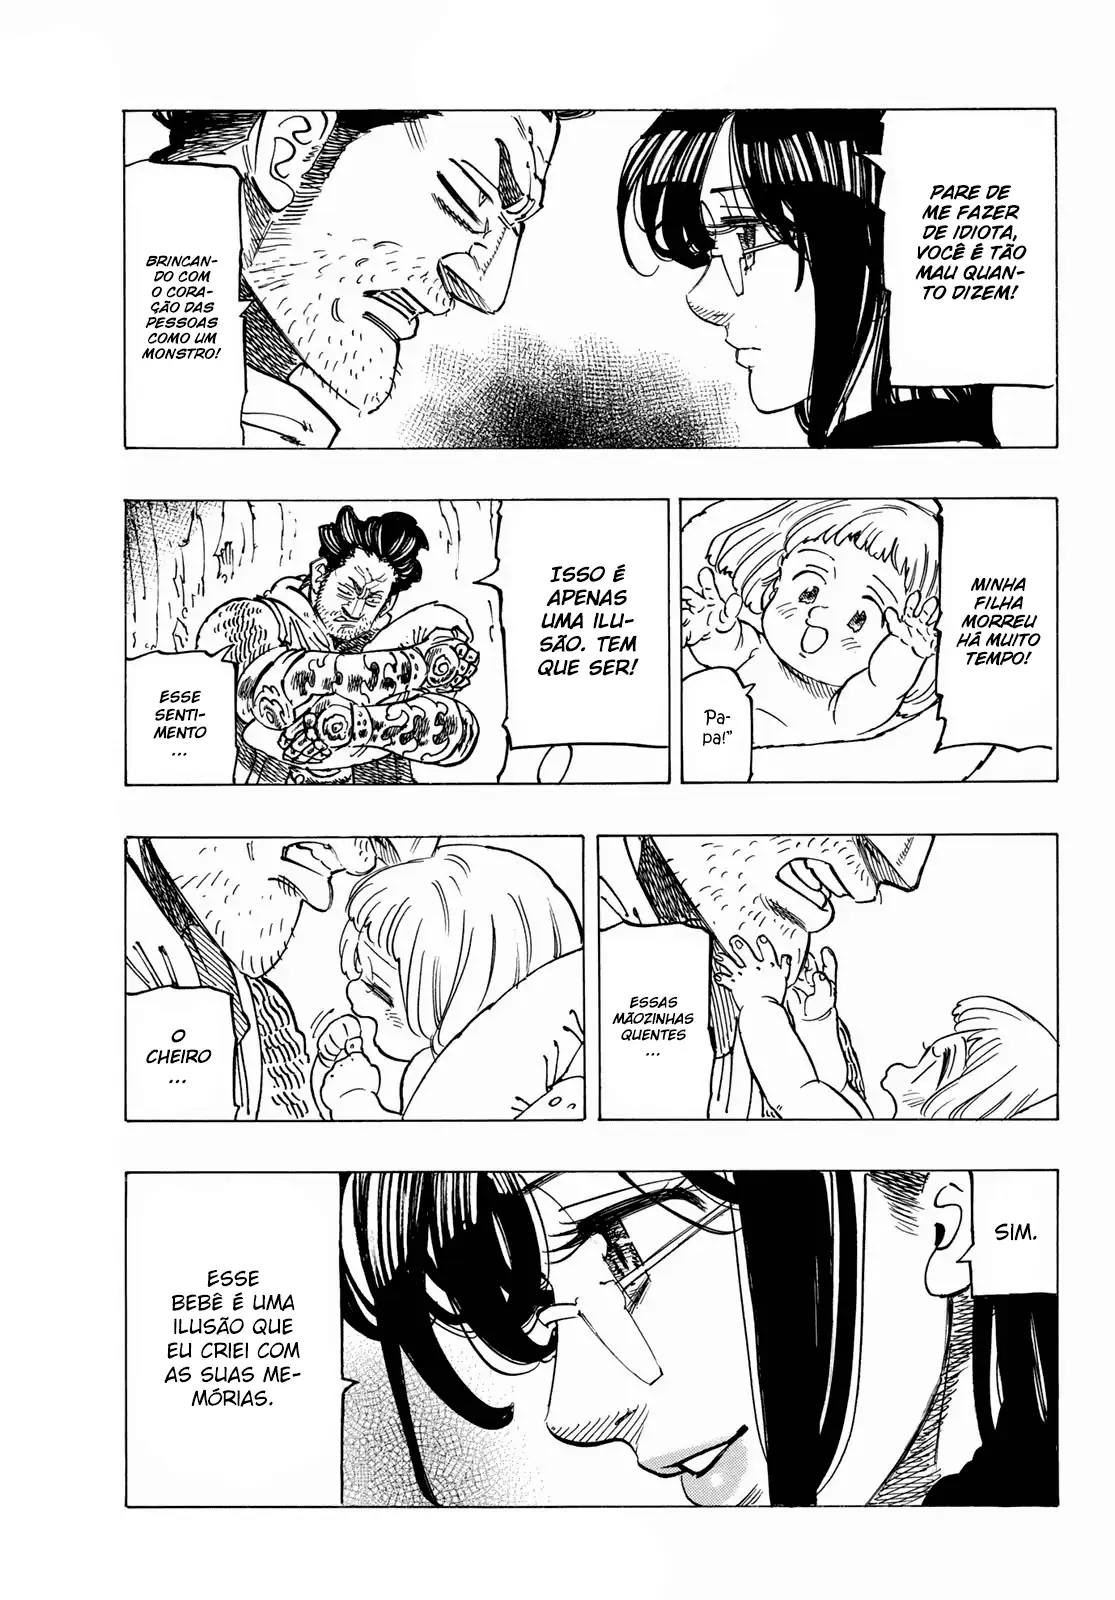 PARE DE
ME FAZER
DE IDIOTA,
VOCÊ É TÃO
MAU QUAN-
TO DIZEM!
BRINCAN-
DO COM
O CORA-
ÇÃO DAS
PESSOAS
COMO UM
MONSTRO!
MINHA
FILHA
MORREU
HÁ MUITO
TEMPO!
Pa-
pa!”
ISSO É
APENAS
UMA ILU-
SÃO. TEM
QUE SER!
ESSE
SENTI-
MENTO
...
ESSAS
MÃOZINHAS
QUENTES
...
O
CHEIRO
...
SIM.
ESSE
BEBÊ É UMA
ILUSÃO QUE
EU CRIEI COM
AS SUAS ME-
MÓRIAS.